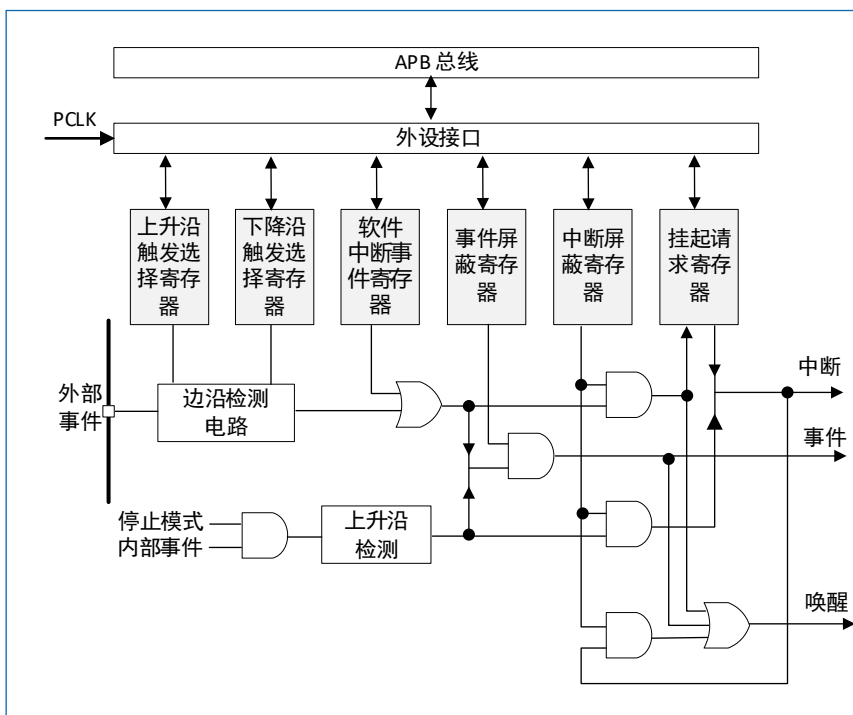 APB 总线
PCLK
外设接口
上升沿
触发选
择寄存
器
下降沿
触发选
择寄存
器
软件
中断事
件寄存
器
事件屏
蔽寄存
器
中断屏
蔽寄存
器
挂起请
求寄存
器
中断
外部
事件
边沿检测
电路
事件
停止模式
内部事件
上升沿
检测
唤醒